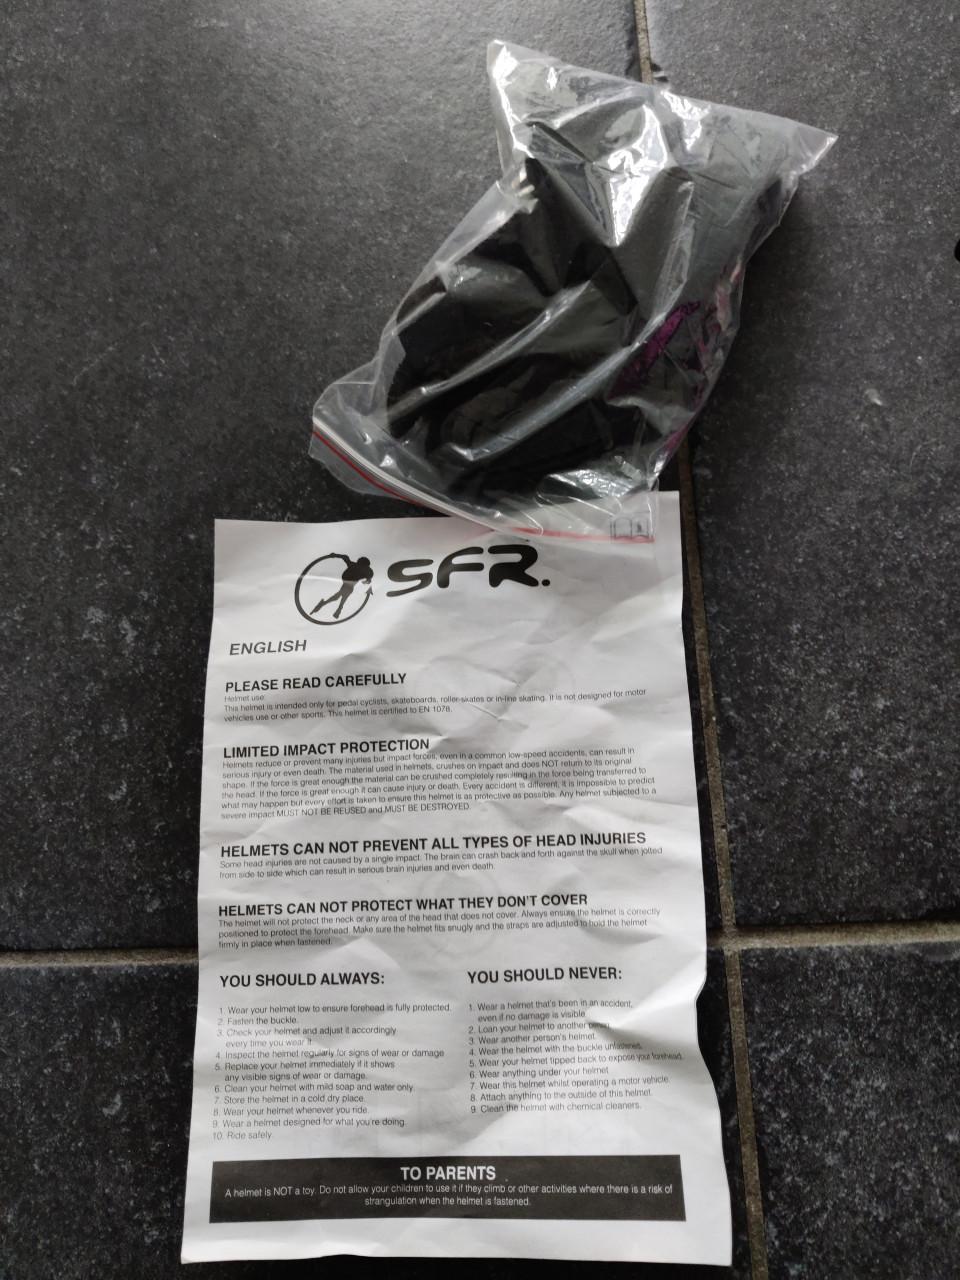 SFR.
ENGLISH
PLEASE READ CAREFULLY
Helmet use:
This helmet is intended only for pedal cyclists, skateboards, roller-skates or in-line skating. It is not designed for motor
vehicles use or other sports. This helmet is certified to EN 1078.
LIMITED IMPACT PROTECTION
Helmets reduce or prevent many injuries but impact forces, even in a common low-speed accidents, can result in
serious injury or even death. The material used in helmets, crushes on impact and does NOT return to its original
shape. If the force is great enough the material can be crushed completely resulting in the force being transferred to
the head. If the force is great enough it can cause injury or death. Every accident is different, it is impossible to predict
what may happen but every effort is taken to ensure this helmet is as protective as possible. Any helmet subjected to a
severe impact MUST NOT BE REUSED and MUST BE DESTROYED.
HELMETS CAN NOT PREVENT ALL TYPES OF HEAD INJURIES
Some head injuries are not caused by a single impact. The brain can crash back and forth against the skull when jolted
from side to side which can result in serious brain injuries and even death.
HELMETS CAN NOT PROTECT WHAT THEY DON'T COVER
The helmet will not protect the neck or any area of the head that does not cover. Always ensure the helmet is correctly
positioned to protect the forehead. Make sure the helmet fits snugly and the straps are adjusted to hold the helmet
firmly in place when fastened.
YOU SHOULD ALWAYS:
1. Wear your helmet low to ensure forehead is fully protected.
2. Fasten the buckle.
3. Check your helmet and adjust it accordingly
every time you wear it.
4. Inspect the helmet regularly for signs of wear or damage
5. Replace your helmet immediately if it shows
any visible signs of wear or damage.
6. Clean your helmet with mild soap and water only.
7. Store the helmet in a cold dry place.
8. Wear your helmet whenever you ride.
9. Wear a helmet designed for what you're doing.
10. Ride safely.
YOU SHOULD NEVER:
1. Wear a helmet that's been in an accident,
even if no damage is visible.
2. Loan your helmet to another person.
3. Wear another person's helmet.
4. Wear the helmet with the buckle unfastened.
5. Wear your helmet tipped back to expose your forehead.
6. Wear anything under your helmet
7. Wear this helmet whilst operating a motor vehicle.
8. Attach anything to the outside of this helmet.
9. Clean the helmet with chemical cleaners.
TO PARENTS
A helmet is NOT a toy. Do not allow your children to use it if they climb or other activities where there is a risk of
strangulation when the helmet is fastened.